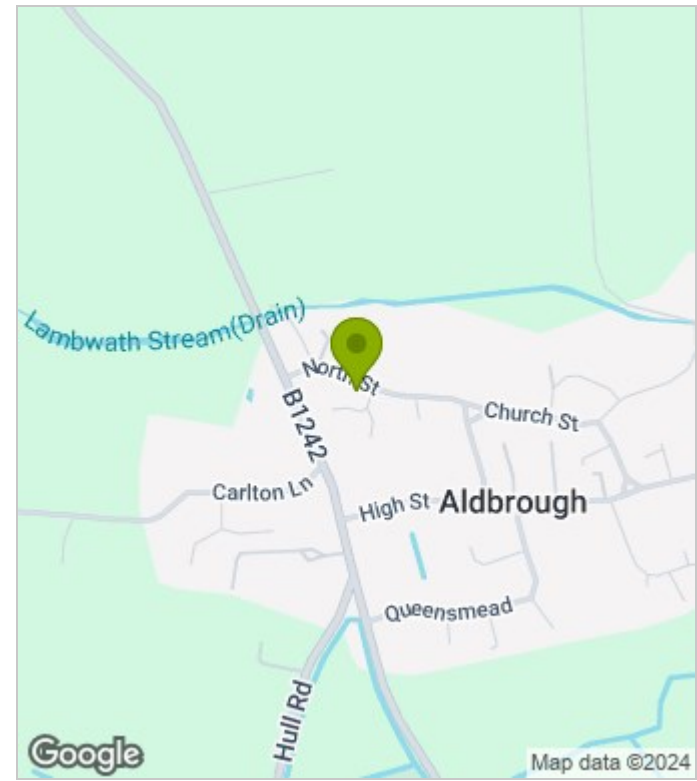 Lambwath Stream(Drain)
North St
B1242
Church St
Carlton Ln
High St
Aldbrough
Queensmead
Hull Rd
Google
Map data ©2024